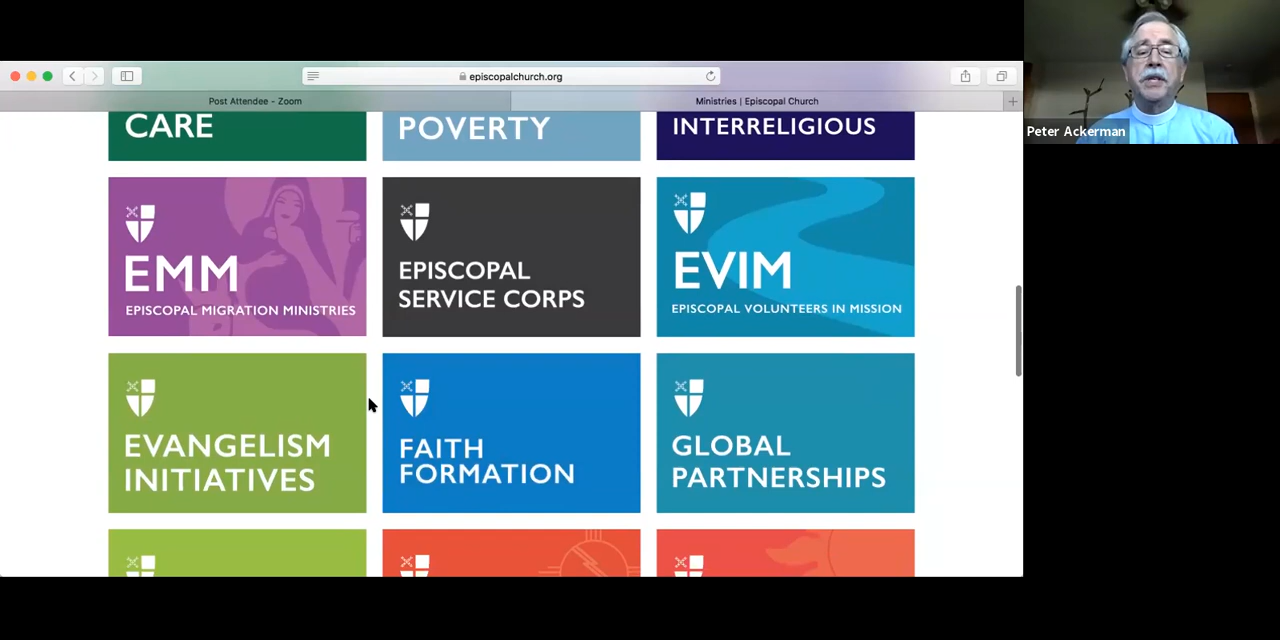 episcopalchurch.org
Post Attendee - Zoom
Ministries | Episcopal Church
CARE
POVERTY
INTERRELIGIOUS
EMM
EPISCOPAL MIGRATION MINISTRIES
EPISCOPAL
SERVICE CORPS
EVIM
EPISCOPAL VOLUNTEERS IN MISSION
EVANGELISM
INITIATIVES
FAITH
FORMATION
GLOBAL
PARTNERSHIPS
Peter Ackerman